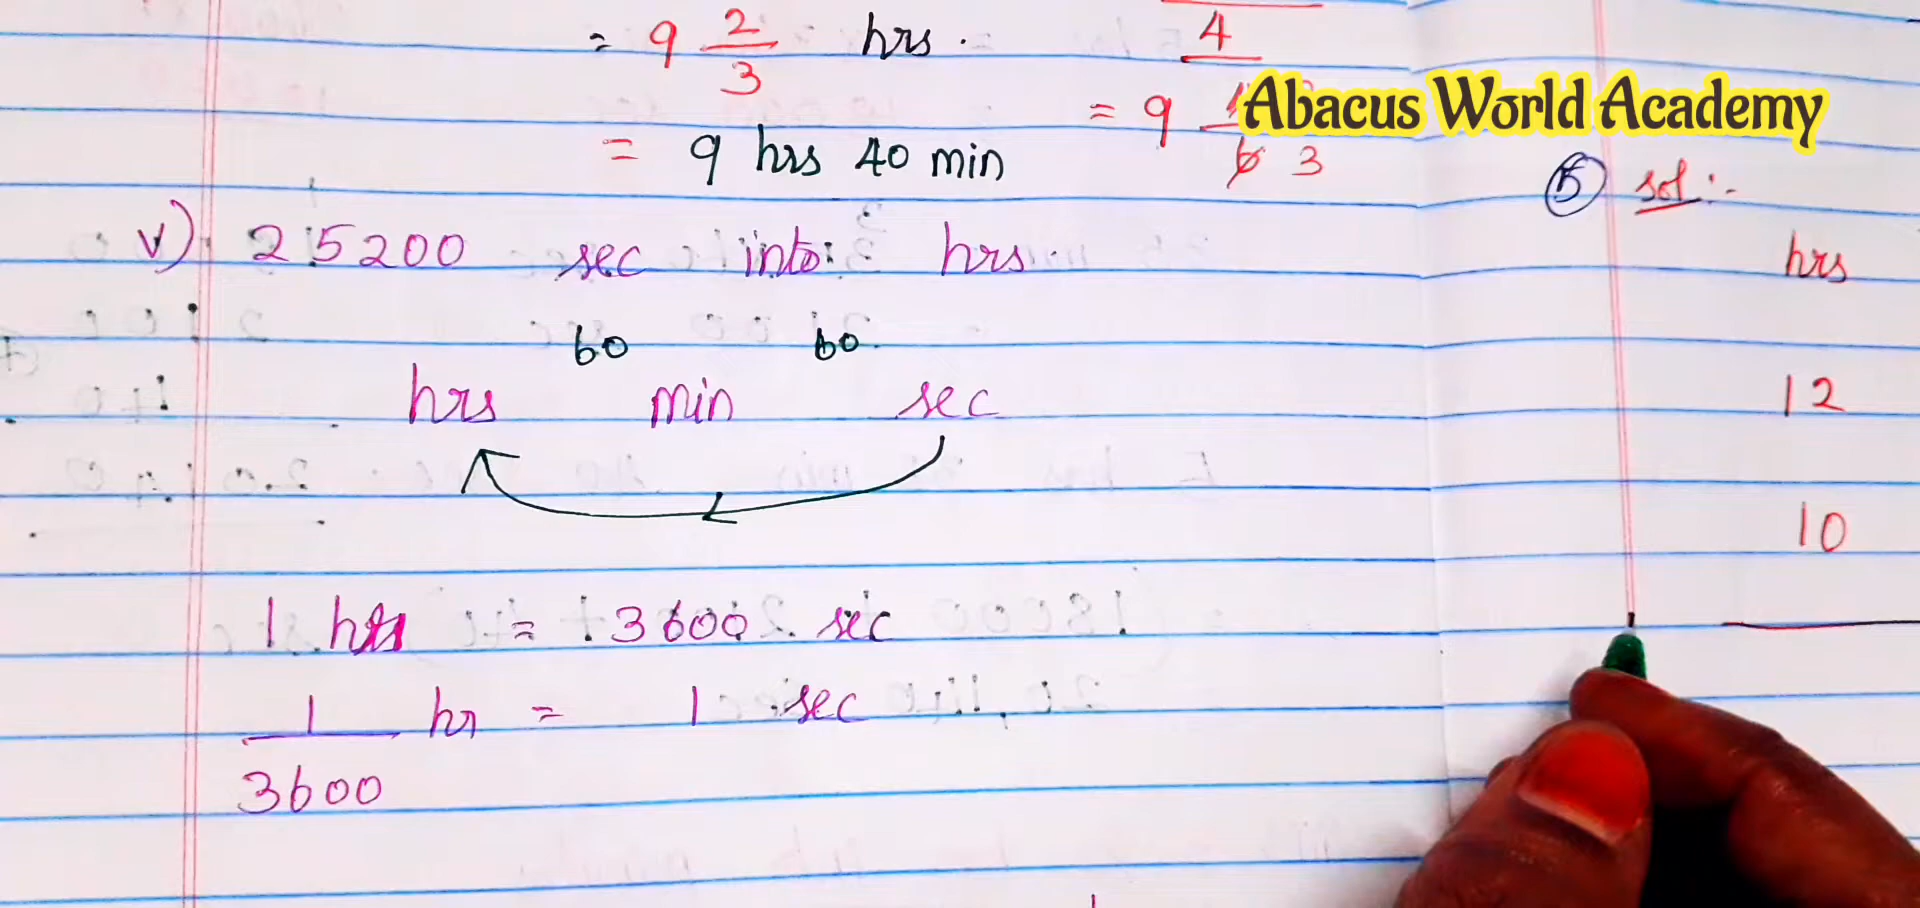 = 9 2/3 hrs.
4
= 9
6 3
= 9 hrs 40 min
Abacus World Academy
v) 25200 sec into hrs.
60 60
hrs min sec
1 hrs = 3600 sec
1/3600 hr = 1 sec
5 sol :-
hrs
12
10